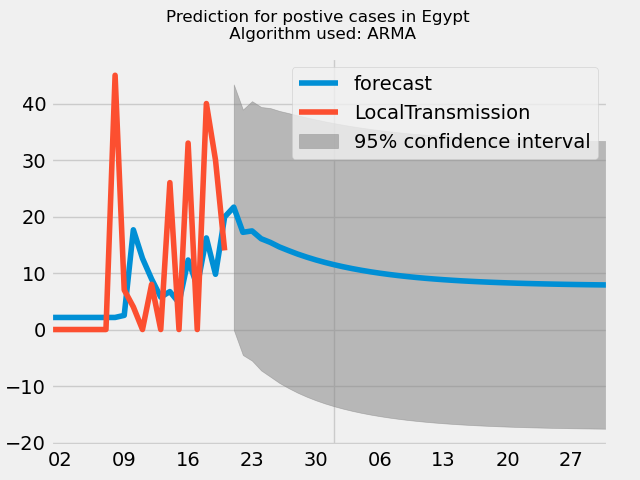 Prediction for postive cases in Egypt
Algorithm used: ARMA
forecast
LocalTransmission
95% confidence interval
40
30
20
10
0
−10
−20
02 09 16 23 30 06 13 20 27